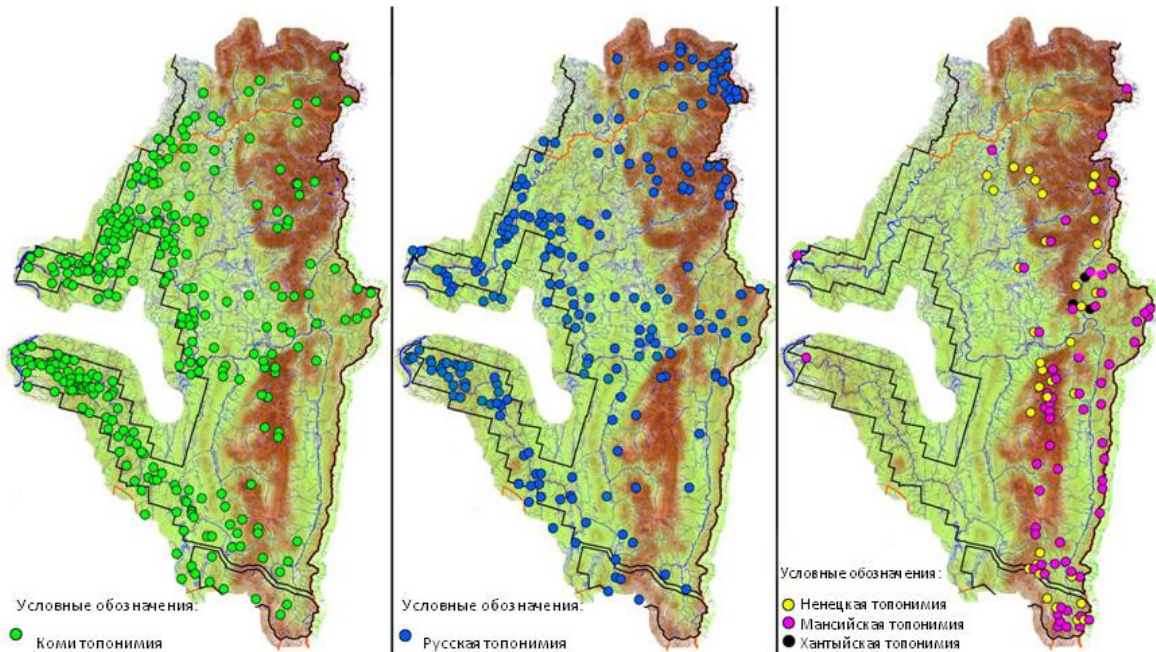 Условные обозначения:
Коми топонимия
Условные обозначения:
Русская топонимия
Условные обозначения:
Ненецкая топонимия
Мансийская топонимия
Хантыйская топонимия